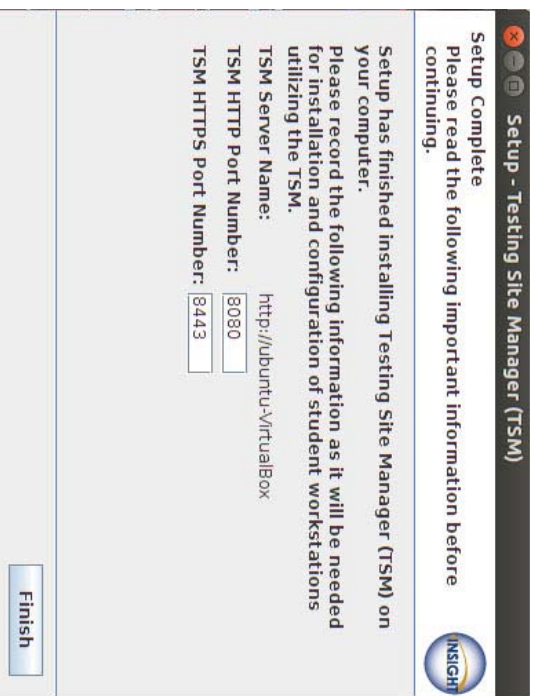 Setup - Testing Site Manager (TSM)
Setup Complete
Please read the following important information before
continuing.
INSIGHT
Setup has finished installing Testing Site Manager (TSM) on
your computer.
Please record the following information as it will be needed
for installation and configuration of student workstations
utilizing the TSM.
TSM Server Name: http://ubuntu-VirtualBox
TSM HTTP Port Number: 8080
TSM HTTPS Port Number: 8443
Finish